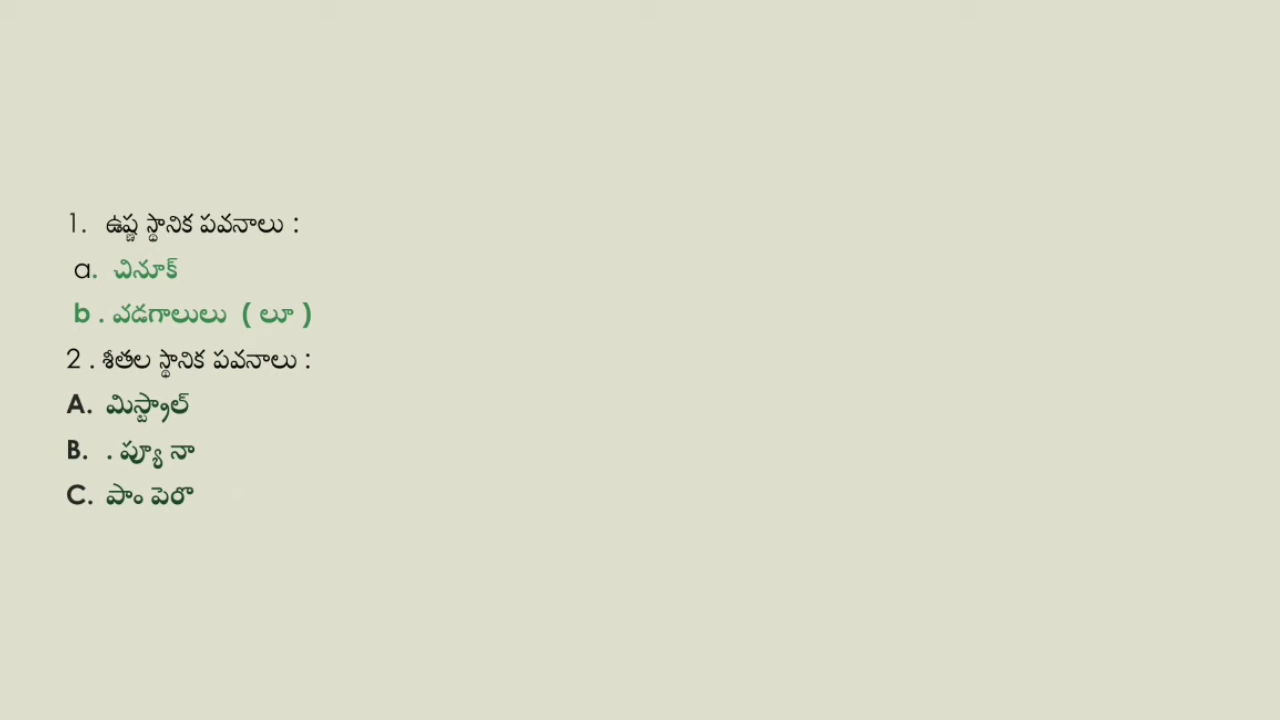 1. ఉష్ణ స్థానిక పవనాలు :
a. చినూక్
b . వడగాలులు ( లూ )
2 . శీతల స్థానిక పవనాలు :
A. మిస్ట్రాల్
B. . ప్యూ నా
C. పాం పెరొ